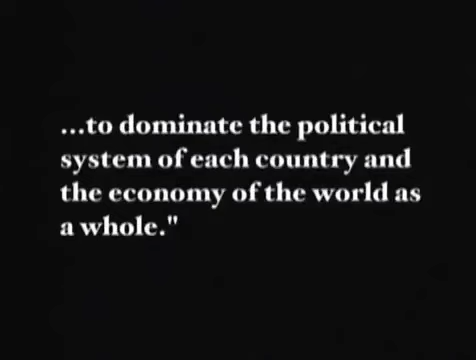 ...to dominate the political
system of each country and
the economy of the world as
a whole."